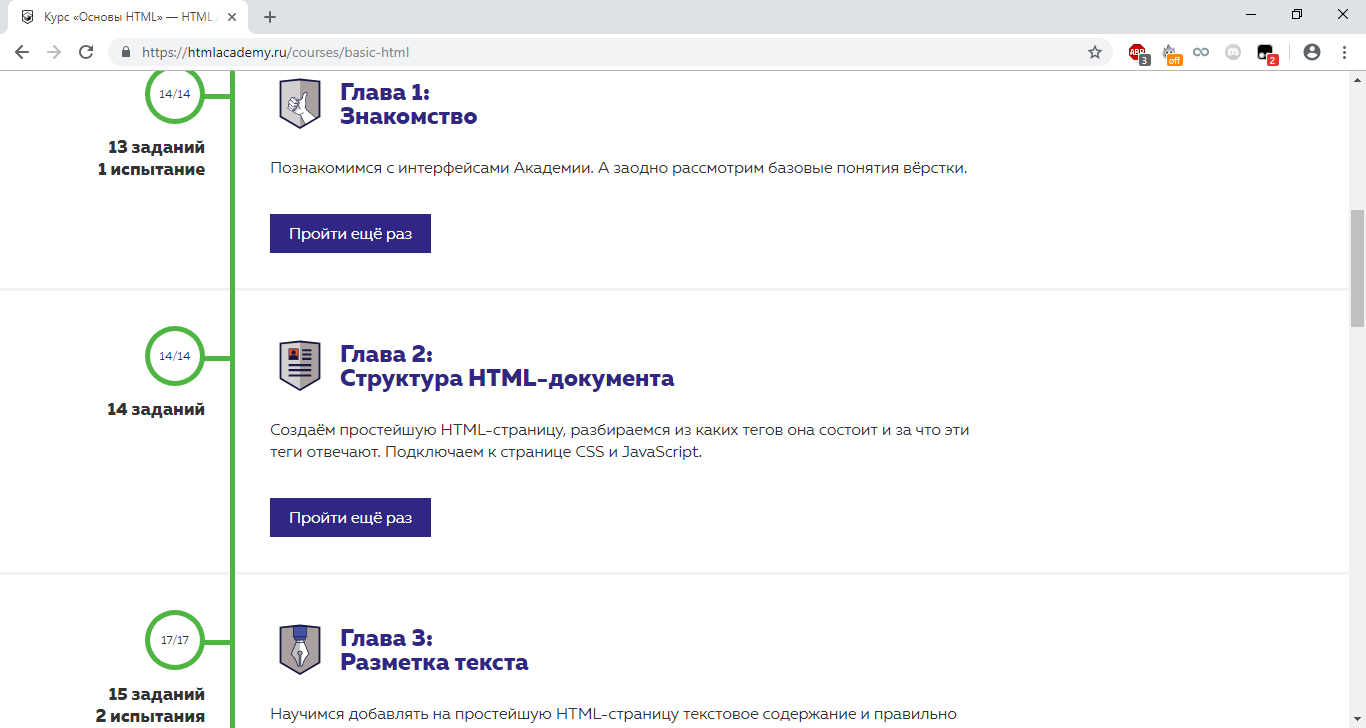 Курс «Основы HTML» — HTML A
https://htmlacademy.ru/courses/basic-html
ABP
3
off
2
14/14
Глава 1:
Знакомство
13 заданий
1 испытание
Познакомимся с интерфейсами Академии. А заодно рассмотрим базовые понятия вёрстки.
Пройти ещё раз
14/14
Глава 2:
Структура HTML-документа
14 заданий
Создаём простейшую HTML-страницу, разбираемся из каких тегов она состоит и за что эти
теги отвечают. Подключаем к странице CSS и JavaScript.
Пройти ещё раз
17/17
Глава 3:
Разметка текста
15 заданий
2 испытания
Научимся добавлять на простейшую HTML-страницу текстовое содержание и правильно